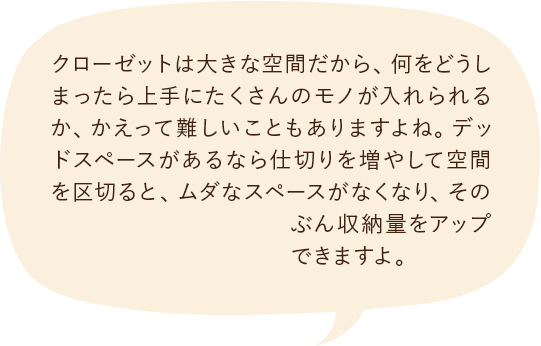 クローゼットは大きな空間だから、何をどうし
まったら上手にたくさんのモノが入れられる
か、かえって難しいこともありますよね。デッ
ドスペースがあるなら仕切りを増やして空間
を区切ると、ムダなスペースがなくなり、その
ぶん収納量をアップ
できますよ。